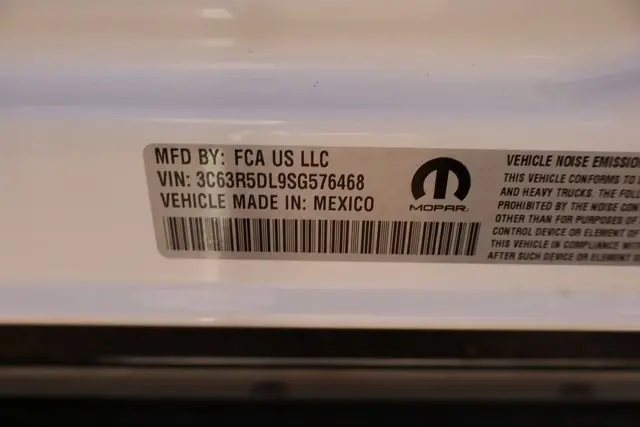 MFD BY: FCA US LLC
VIN: 3C63R5DL9SG576468
VEHICLE MADE IN: MEXICO
MOPAR
VEHICLE NOISE EMISSIO
THIS VEHICLE CONFORMS TO
AND HEAVY TRUCKS. THE FOLL
PROHIBITED BY THE NOISE CON
OTHER THAN FOR PURPOSES OF
CONTROL DEVICE OR ELEMENT OF
THIS VEHICLE IN COMPLIANCE WITH
AFTER SUCH DEVICE OR ELEMENT O